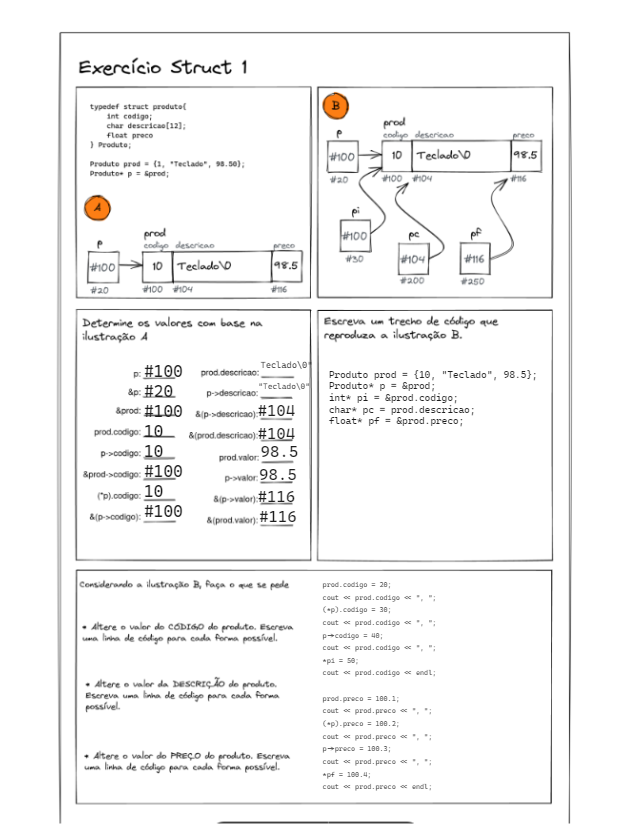 Exercício Struct 1
typedef struct produto{
int codigo;
char descricao[12];
float preco
} Produto;
Produto prod = {1, "Teclado", 98.50};
Produto* p = &prod;
A
p
prod
codigo descricao preco
#100 10 Teclado\0 98.5
#20 #100 #104 #116
B
prod
p codigo descricao preco
#100 10 Teclado\0 98.5
#20 #100 #104 #116
pi
#100
#30
pc
#104
#200
pf
#116
#250
Determine os valores com base na
ilustração A
p: #100
&p: #20
&prod: #100
prod.codigo: 10
p->codigo: 10
&prod->codigo: #100
(*p).codigo: 10
&(p->codigo): #100
prod.descricao: Teclado\0"
p->descricao: "Teclado\0"
&(p->descricao): #104
&(prod.descricao): #104
prod.valor: 98.5
p->valor: 98.5
&(p->valor): #116
&(prod.valor): #116
Escreva um trecho de código que
reproduza a ilustração B.
Produto prod = {10, "Teclado", 98.5};
Produto* p = &prod;
int* pi = &prod.codigo;
char* pc = prod.descricao;
float* pf = &prod.preco;
Considerando a ilustração B, faça o que se pede
• Altere o valor do CÓDIGO do produto. Escreva
uma linha de código para cada forma possível.
• Altere o valor da DESCRIÇÃO do produto.
Escreva uma linha de código para cada forma
possível.
• Altere o valor do PREÇO do produto. Escreva
uma linha de código para cada forma possível.
prod.codigo = 20;
cout << prod.codigo << ", ";
(*p).codigo = 30;
cout << prod.codigo << ", ";
p->codigo = 40;
cout << prod.codigo << ", ";
*pi = 50;
cout << prod.codigo << endl;
prod.preco = 100.1;
cout << prod.preco << ", ";
(*p).preco = 100.2;
cout << prod.preco << ", ";
p->preco = 100.3;
cout << prod.preco << ", ";
*pf = 100.4;
cout << prod.preco << endl;